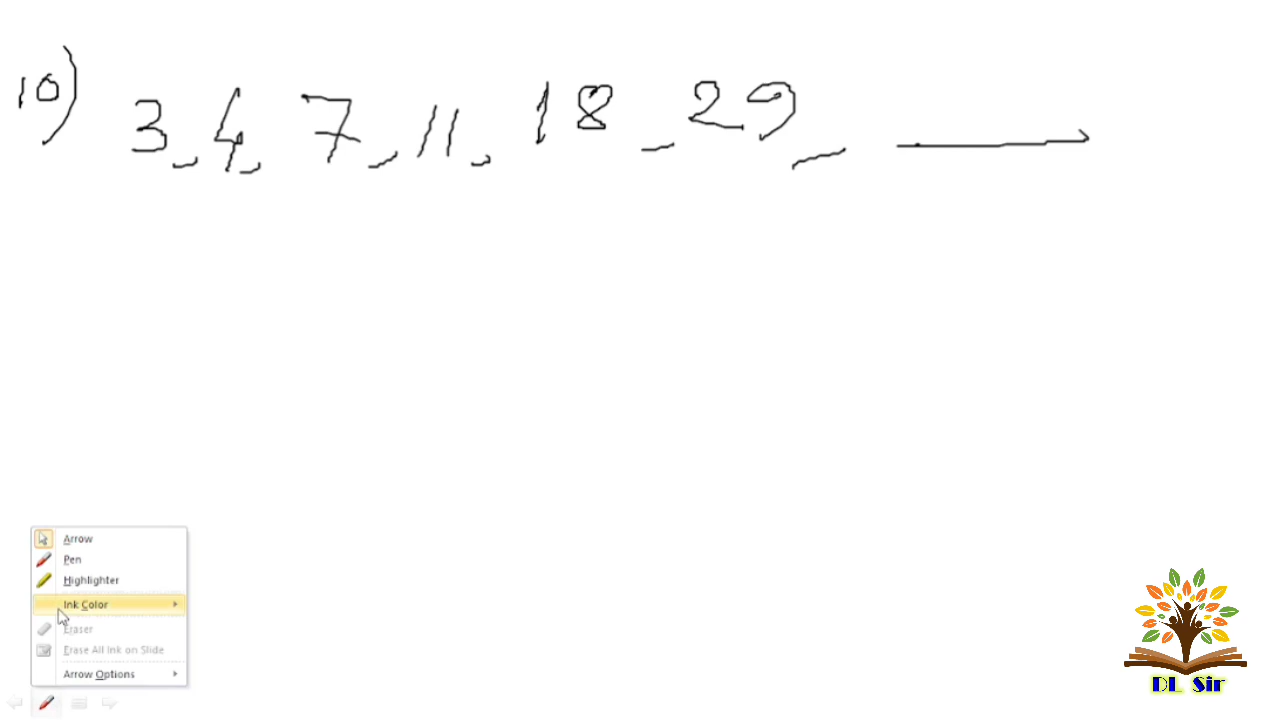 10) 3, 4, 7, 11, 18, 29, ____
Arrow
Pen
Highlighter
Ink Color
Eraser
Erase All Ink on Slide
Arrow Options
DL Sir